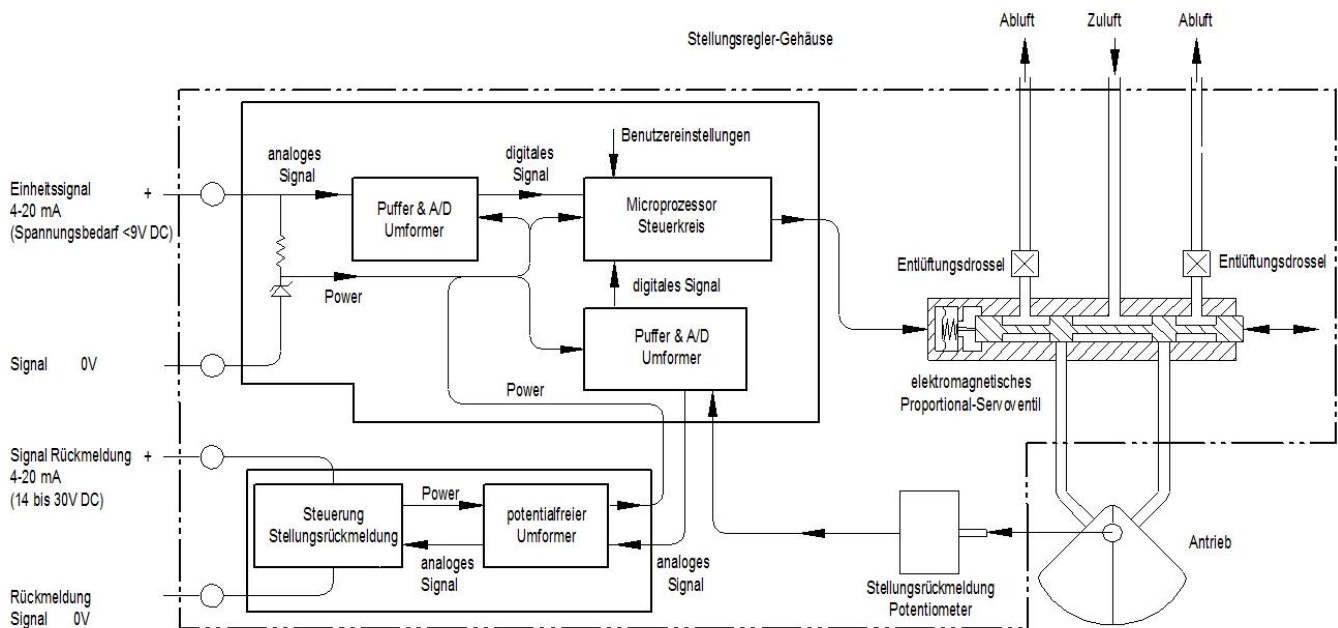 Abluft
Zuluft
Abluft
Stellungsregler-Gehäuse
Benutzereinstellungen
analoges
Signal
digitales
Signal
Einheitssignal +
4-20 mA
(Spannungsbedarf <9V DC)
Puffer & A/D
Umformer
Microprozessor
Steuerkreis
Entlüftungsdrossel
Entlüftungsdrossel
Power
digitales Signal
Puffer & A/D
Umformer
Signal 0V
elektromagnetisches
Proportional-Servoventil
Power
Signal Rückmeldung +
4-20 mA
(14 bis 30V DC)
Steuerung
Stellungsrückmeldung
Power
potentialfreier
Umformer
analoges
Signal
analoges
Signal
Antrieb
Stellungsrückmeldung
Potentiometer
Rückmeldung
Signal 0V